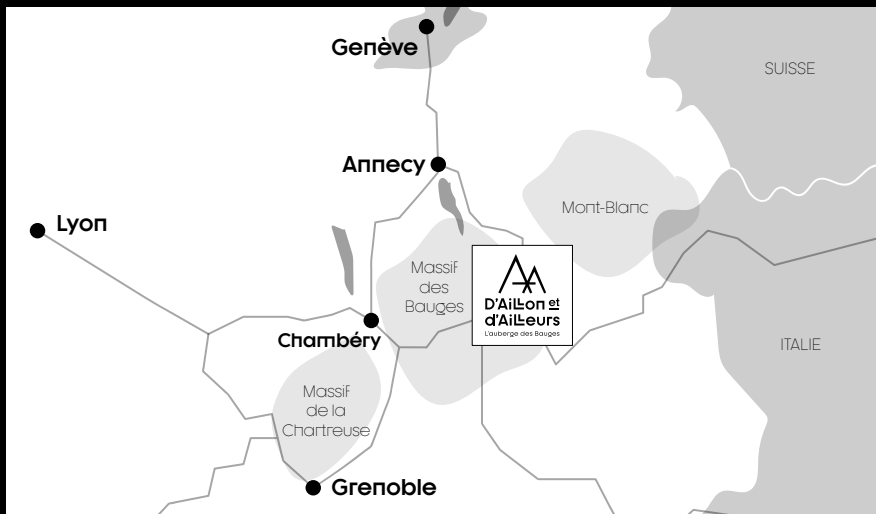 Genève
SUISSE
Annecy
Mont-Blanc
Lyon
Massif
des
Bauges
D'AiLLon et
d'AiLLeurs
L'auberge des Bauges
Chambéry
ITALIE
Massif
de la
Chartreuse
Grenoble